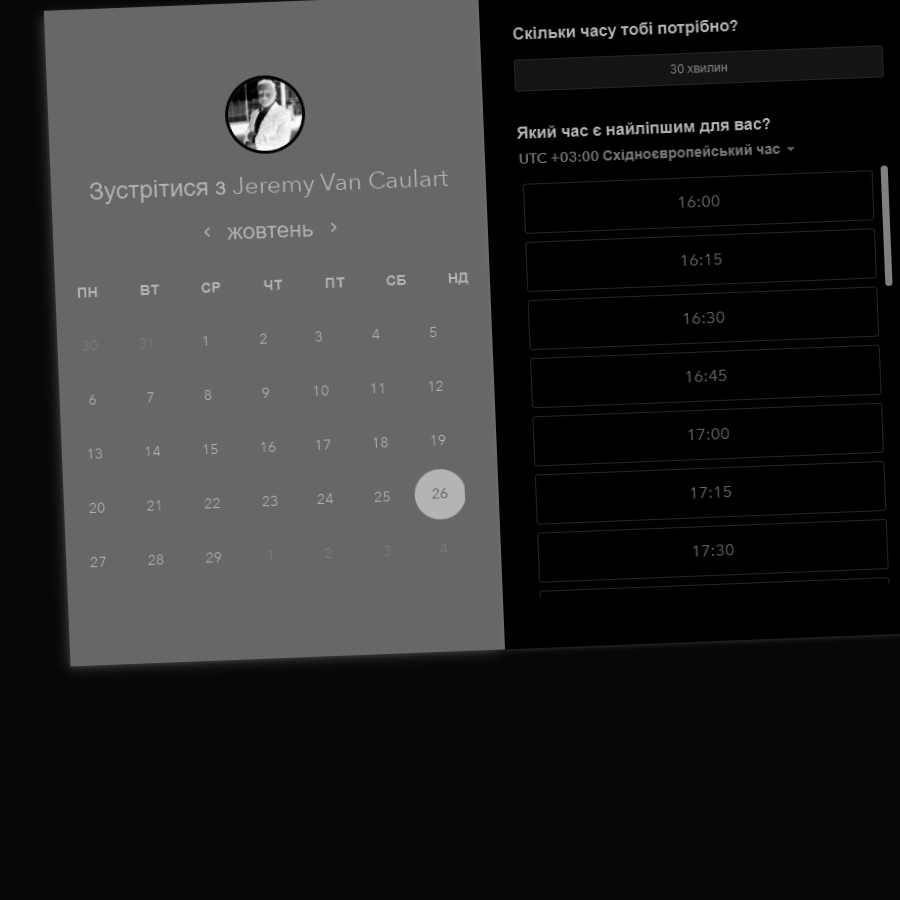 Зустрітися з Jeremy Van Caulart
жовтень
ПН ВТ СР ЧТ ПТ СБ НД
30 31 1 2 3 4 5
6 7 8 9 10 11 12
13 14 15 16 17 18 19
20 21 22 23 24 25 26
27 28 29 1 2 3 4
Скільки часу тобі потрібно?
30 хвилин
Який час є найліпшим для вас?
UTC +03:00 Східноєвропейський час
16:00
16:15
16:30
16:45
17:00
17:15
17:30